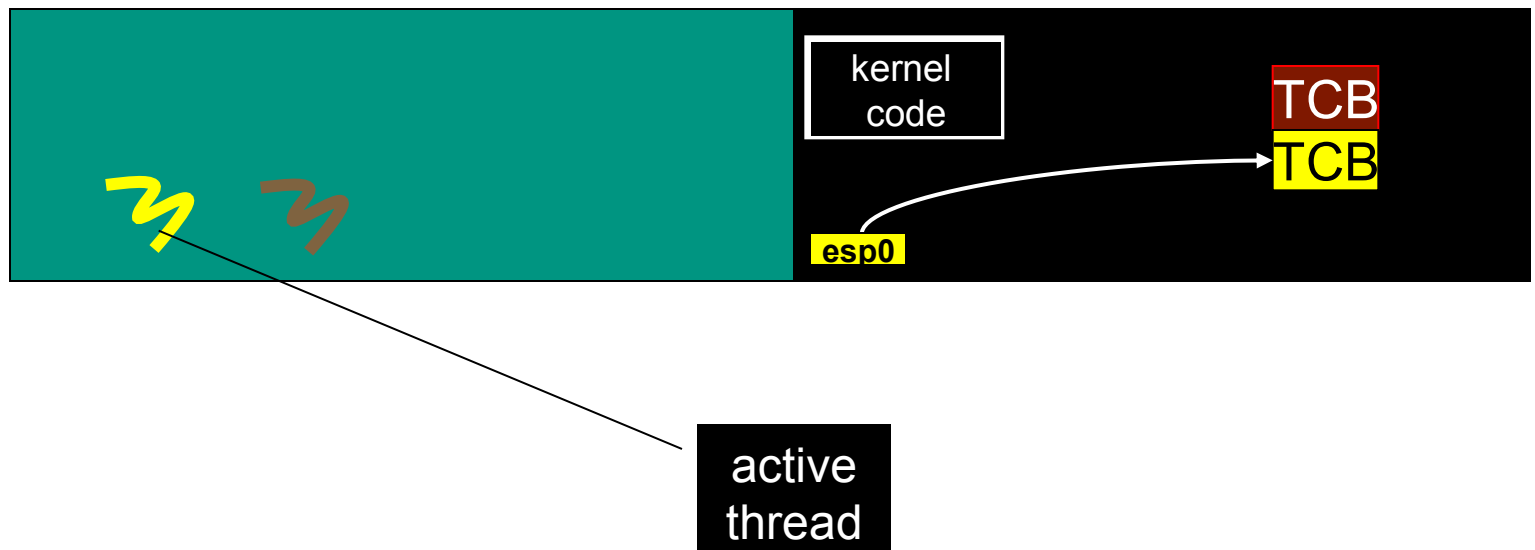 kernel
code
TCB
TCB
esp0
active
thread